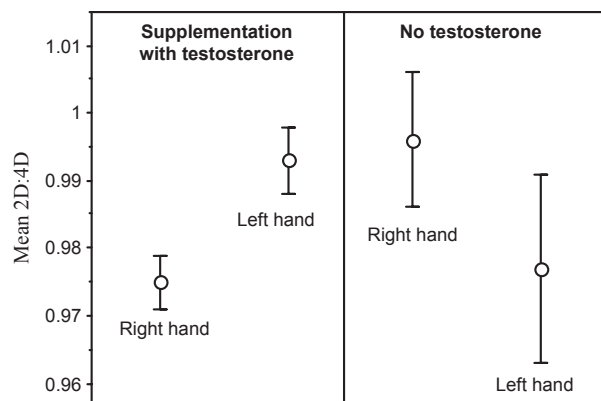 Supplementation
with testosterone
No testosterone
Mean 2D:4D
1.01
1
0.99
0.98
0.97
0.96
Right hand
Left hand
Right hand
Left hand